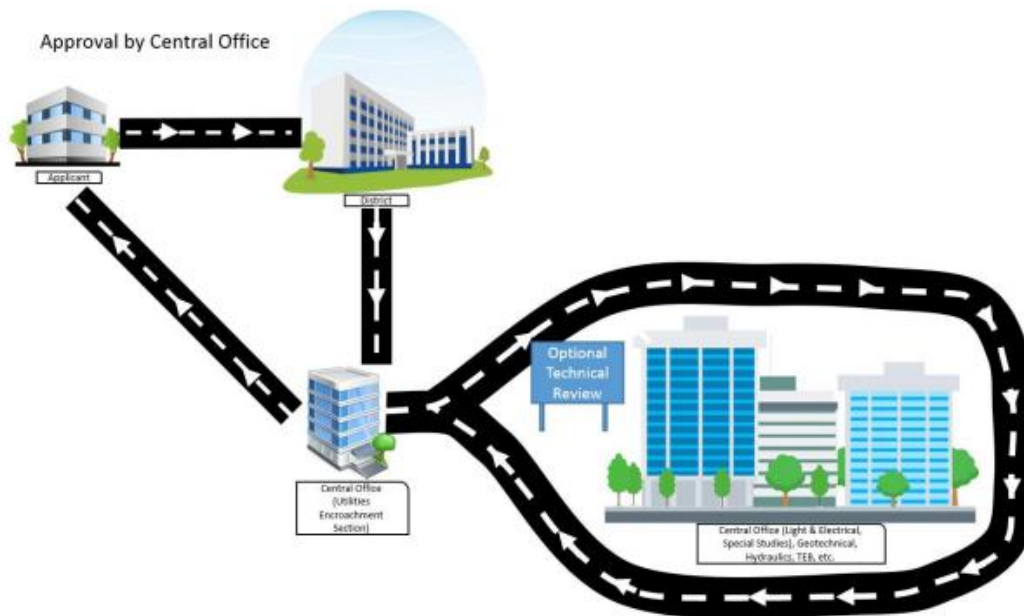 Approval by Central Office
Applicant
District
Optional
Technical
Review
Central Office
(Utilities
Encroachment
Section)
Central Office (Light & Electrical,
Special Studies), Geotechnical,
Hydraulics, TEB, etc.